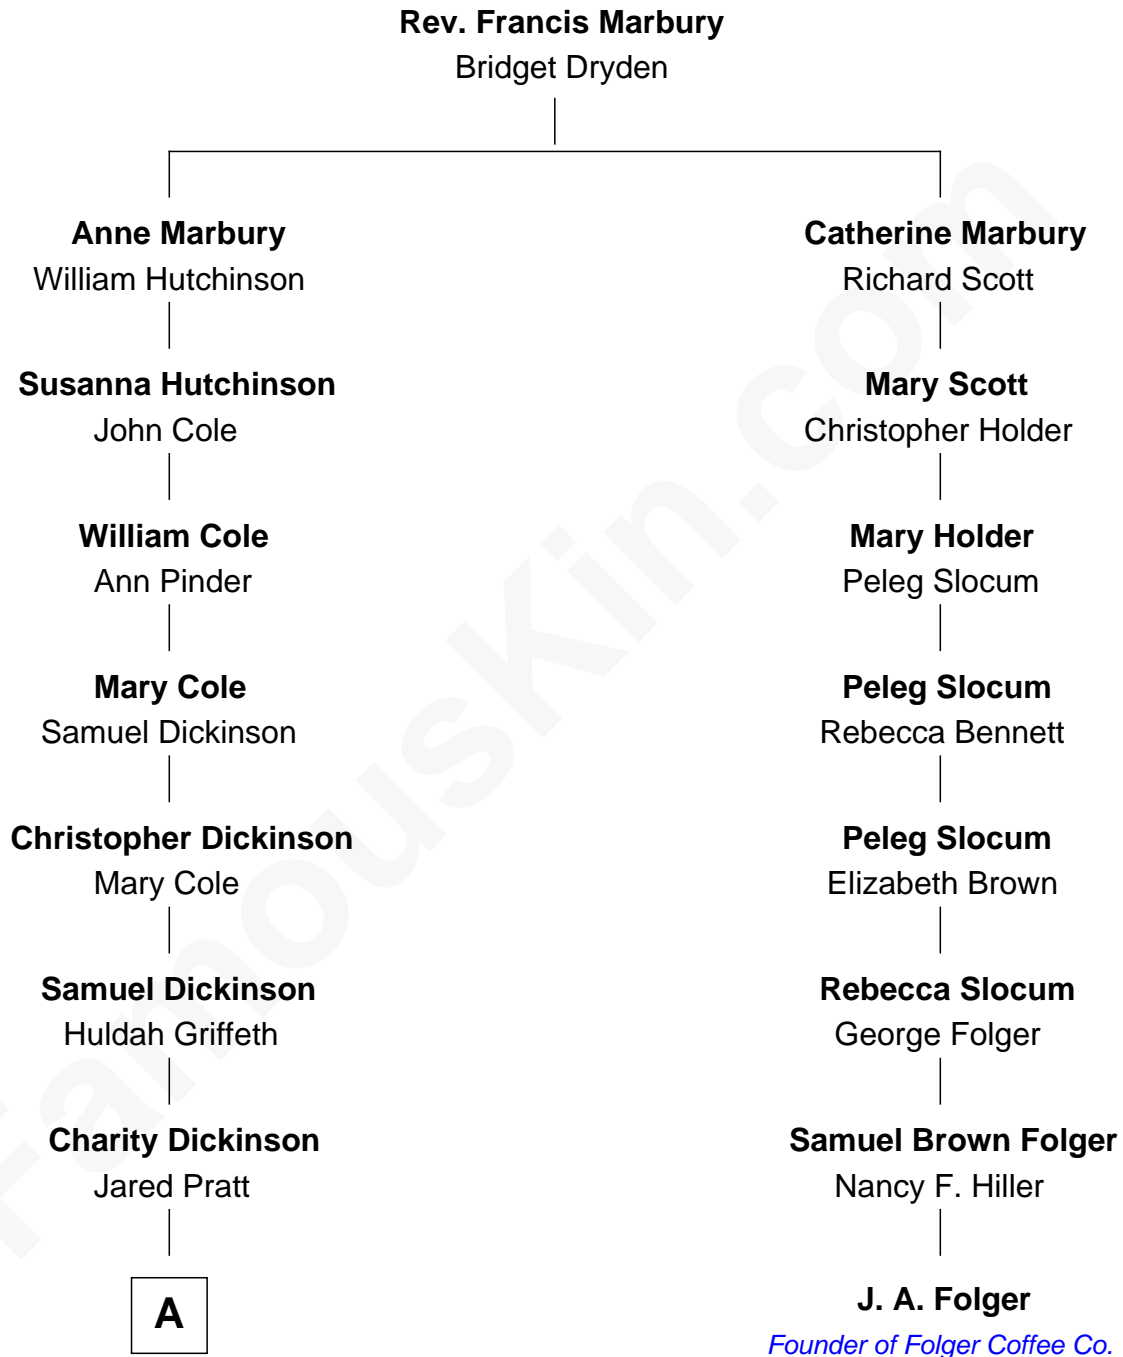 Rev. Francis Marbury
Bridget Dryden
Anne Marbury
William Hutchinson
Catherine Marbury
Richard Scott
Susanna Hutchinson
John Cole
Mary Scott
Christopher Holder
William Cole
Ann Pinder
Mary Holder
Peleg Slocum
Mary Cole
Samuel Dickinson
Peleg Slocum
Rebecca Bennett
Christopher Dickinson
Mary Cole
Peleg Slocum
Elizabeth Brown
Samuel Dickinson
Huldah Griffeth
Rebecca Slocum
George Folger
Charity Dickinson
Jared Pratt
Samuel Brown Folger
Nancy F. Hiller
A
J. A. Folger
Founder of Folger Coffee Co.
FamousKin.com